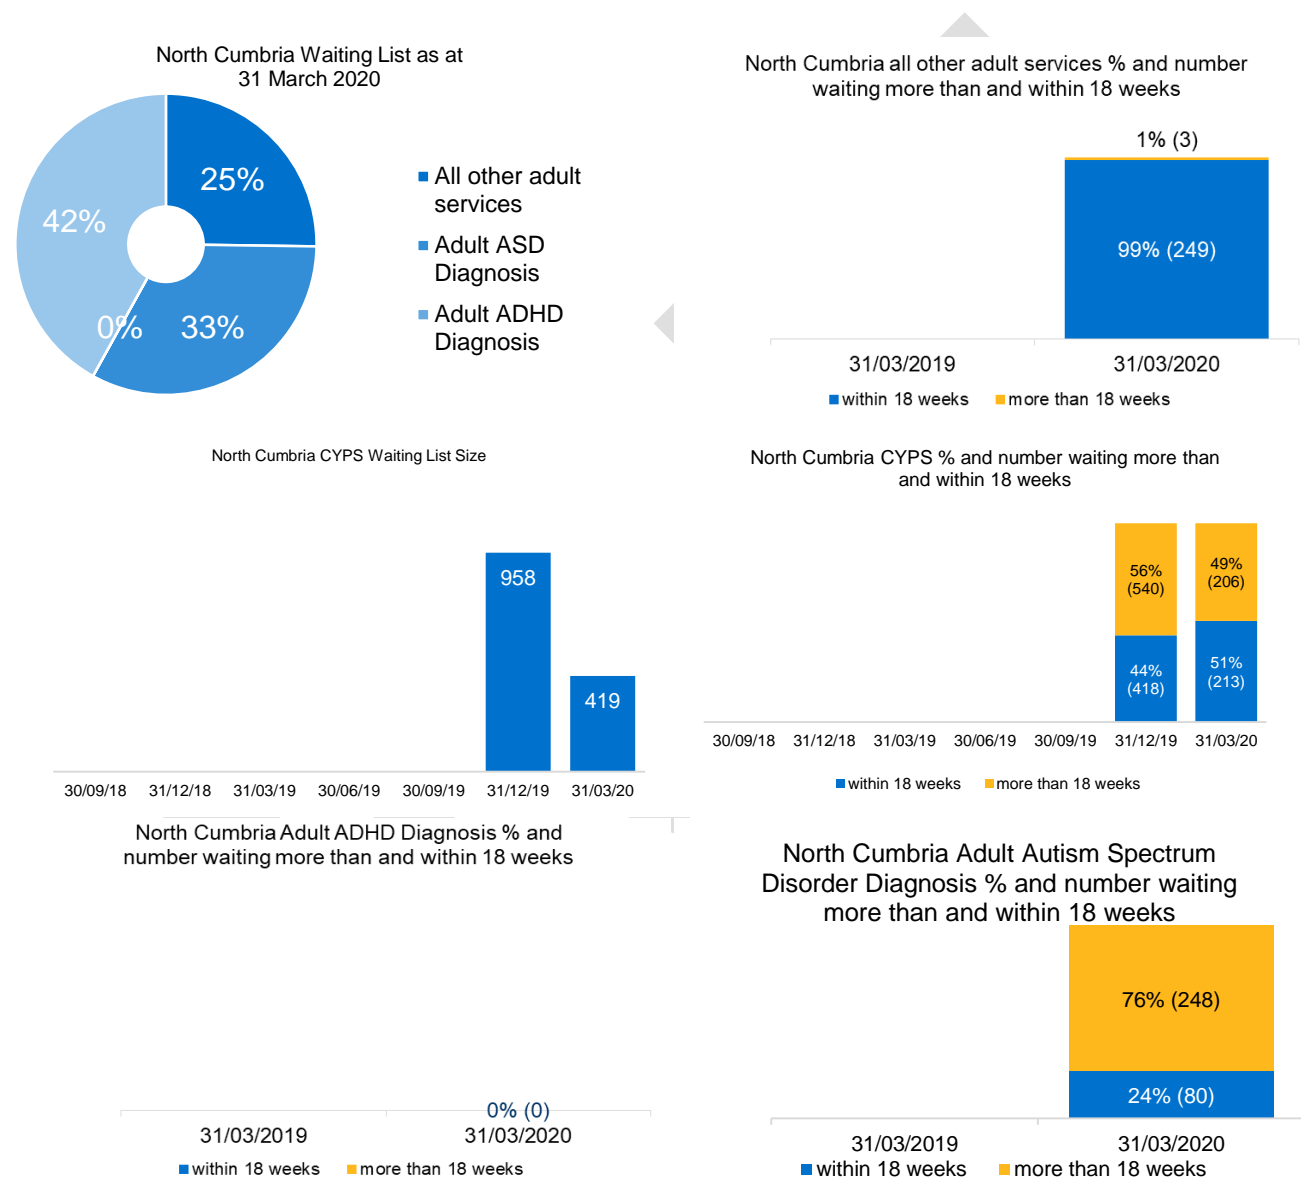 North Cumbria Waiting List as at
31 March 2020
25%
42%
0%
33%
All other adult
services
Adult ASD
Diagnosis
Adult ADHD
Diagnosis
North Cumbria all other adult services % and number
waiting more than and within 18 weeks
1% (3)
99% (249)
31/03/2019 31/03/2020
within 18 weeks more than 18 weeks
North Cumbria CYPS Waiting List Size
958
419
30/09/18 31/12/18 31/03/19 30/06/19 30/09/19 31/12/19 31/03/20
North Cumbria CYPS % and number waiting more than
and within 18 weeks
56%
(540)
49%
(206)
44%
(418)
51%
(213)
30/09/18 31/12/18 31/03/19 30/06/19 30/09/19 31/12/19 31/03/20
within 18 weeks more than 18 weeks
North Cumbria Adult ADHD Diagnosis % and
number waiting more than and within 18 weeks
0% (0)
31/03/2019 31/03/2020
within 18 weeks more than 18 weeks
North Cumbria Adult Autism Spectrum
Disorder Diagnosis % and number waiting
more than and within 18 weeks
76% (248)
24% (80)
31/03/2019 31/03/2020
within 18 weeks more than 18 weeks